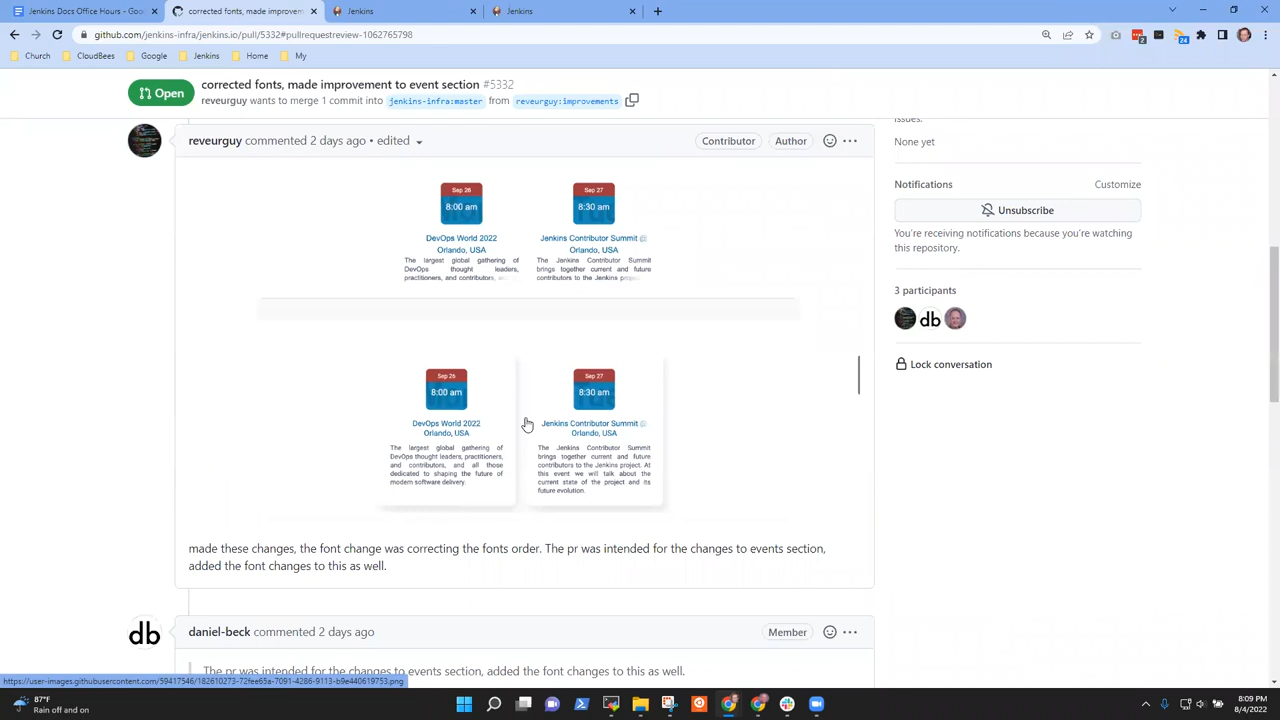 Jenkins Docs Office Hours - Goo
corrected fonts, made improvem
Jenkins
Jenkins
github.com/jenkins-infra/jenkins.io/pull/5332#pullrequestreview-1062765798
2
24
Church
CloudBees
Google
Jenkins
Home
My
Open
corrected fonts, made improvement to event section #5332
reveurguy wants to merge 1 commit into jenkins-infra:master from reveurguy:improvements
issues.
None yet
reveurguy commented 2 days ago • edited
Contributor
Author
Sep 26
8:00 am
DevOps World 2022
Orlando, USA
The largest global gathering of
DevOps thought leaders,
practitioners, and contributors,
Sep 27
8:30 am
Jenkins Contributor Summit
Orlando, USA
The Jenkins Contributor Summit
brings together current and future
contributors to the Jenkins project
Sep 26
8:00 am
DevOps World 2022
Orlando, USA
The largest global gathering of
DevOps thought leaders, practitioners,
and contributors, and all those
dedicated to shaping the future of
modern software delivery.
Sep 27
8:30 am
Jenkins Contributor Summit
Orlando, USA
The Jenkins Contributor Summit
brings together current and future
contributors to the Jenkins project. At
this event we will talk about the
current state of the project and its
future evolution.
made these changes, the font change was correcting the fonts order. The pr was intended for the changes to events section,
added the font changes to this as well.
Notifications
Customize
Unsubscribe
You're receiving notifications because you're watching
this repository.
3 participants
db
Lock conversation
db
daniel-beck commented 2 days ago
Member
The pr was intended for the changes to events section, added the font changes to this as well.
https://user-images.githubusercontent.com/59417546/182610273-72fee65a-7091-4286-9113-b9e440619753.png
87°F
Rain off and on
8:09 PM
8/4/2022